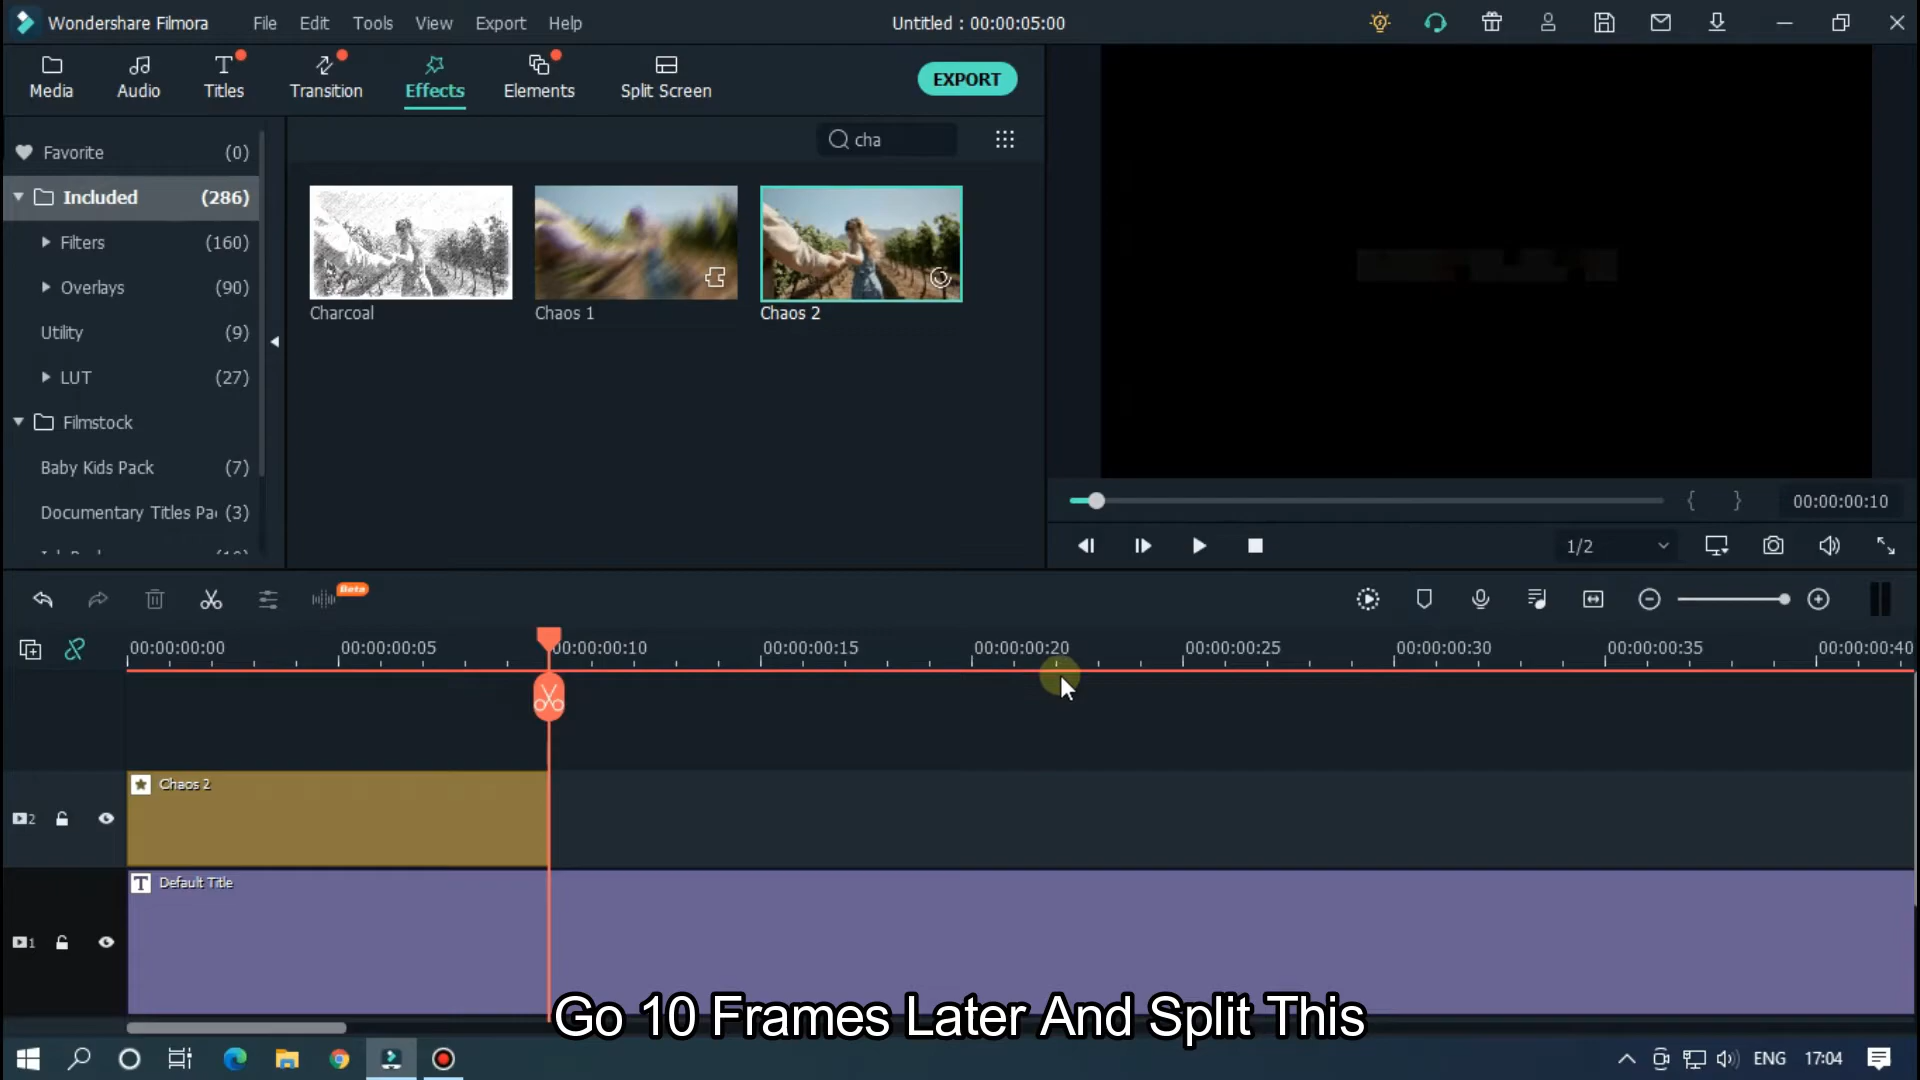 Wondershare Filmora
File
Edit
Tools
View
Export
Help
Untitled : 00:00:05:00
Media
Audio
Titles
Transition
Effects
Elements
Split Screen
EXPORT
Favorite (0)
Included (286)
Filters (160)
Overlays (90)
Utility (9)
LUT (27)
Filmstock
Baby Kids Pack (7)
Documentary Titles Pa (3)
cha
Charcoal
Chaos 1
Chaos 2
{ }
00:00:00:10
1/2
Beta
00:00:00:00
00:00:00:05
00:00:00:10
00:00:00:15
00:00:00:20
00:00:00:25
00:00:00:30
00:00:00:35
00:00:00:40
2
Chaos 2
1
T Default Title
Go 10 Frames Later And Split This
ENG
17:04